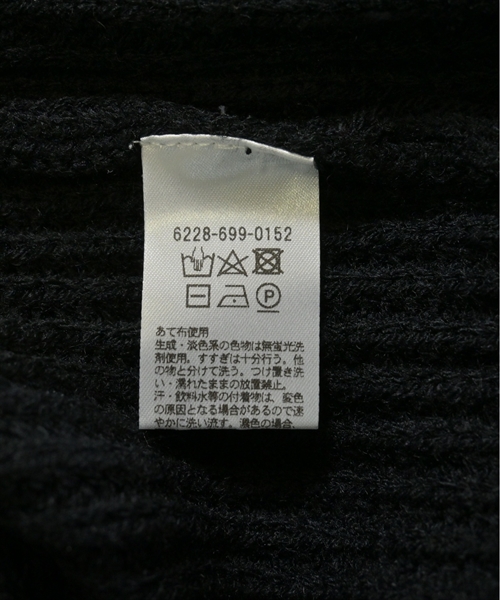 6228-699-0152
P
あて布使用
生成・淡色系の色物は無蛍光洗
剤使用。すすぎは十分行う。他
の物と分けて洗う。つけ置き洗
い・濡れたままの放置禁止。
汗・飲料水等の付着物は、変色
の原因となる場合があるので速
やかに洗い流す。濃色の場合、